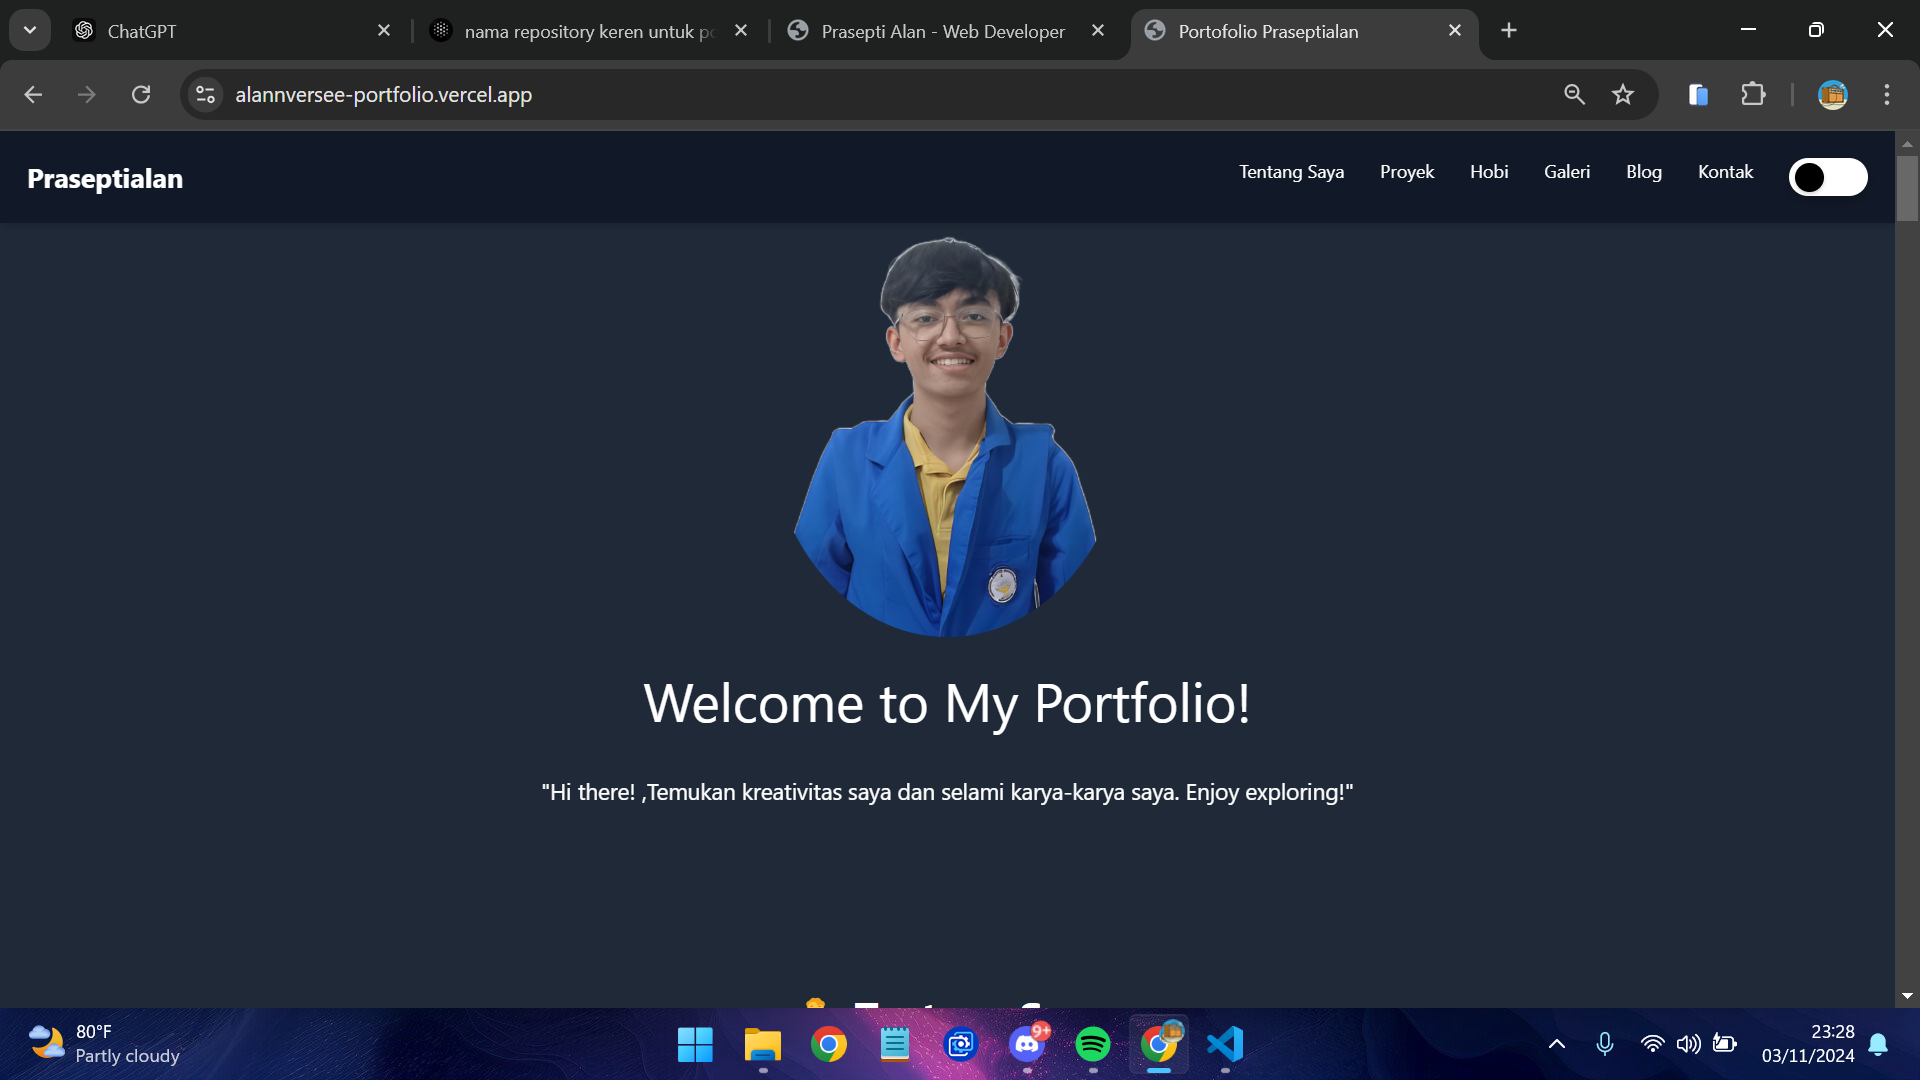 ChatGPT
nama repository keren untuk po
Prasepti Alan - Web Developer
Portofolio Praseptialan
alannversee-portfolio.vercel.app
Praseptialan
Tentang Saya
Proyek
Hobi
Galeri
Blog
Kontak
Welcome to My Portfolio!
"Hi there! ,Temukan kreativitas saya dan selami karya-karya saya. Enjoy exploring!"
80°F
Partly cloudy
9+
23:28
03/11/2024